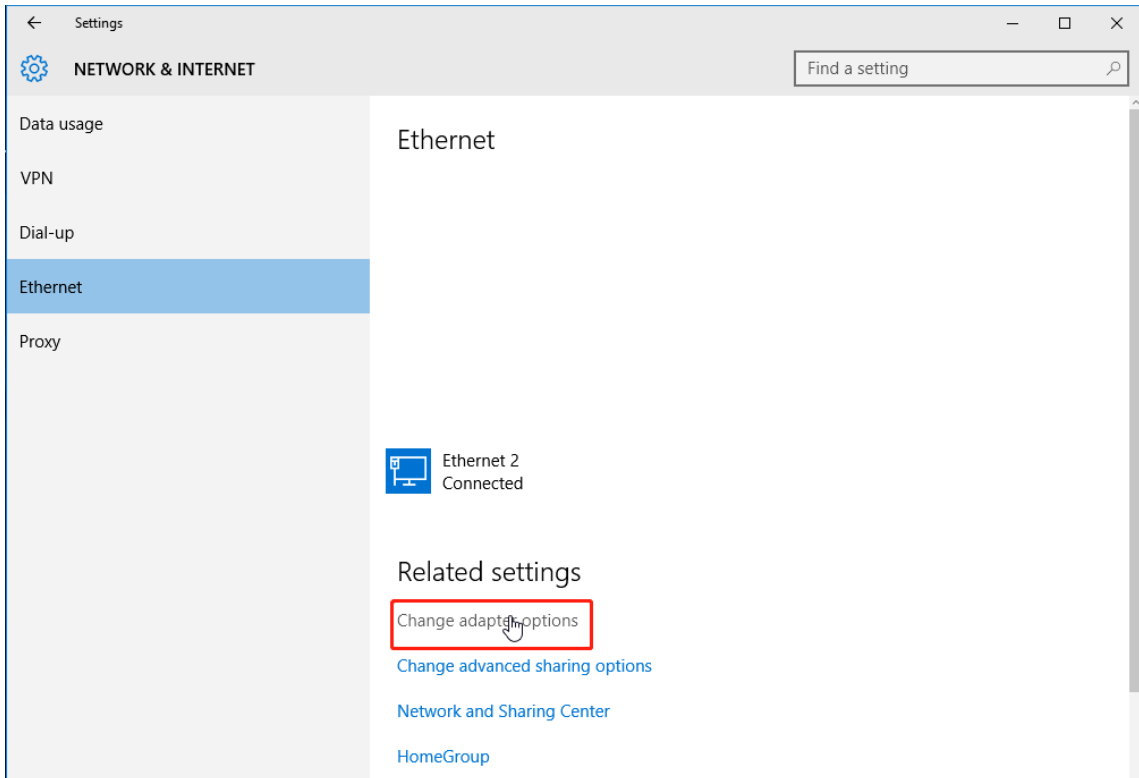 Settings
NETWORK & INTERNET
Find a setting
Data usage
VPN
Dial-up
Ethernet
Proxy
Ethernet
Ethernet 2
Connected
Related settings
Change adapter options
Change advanced sharing options
Network and Sharing Center
HomeGroup